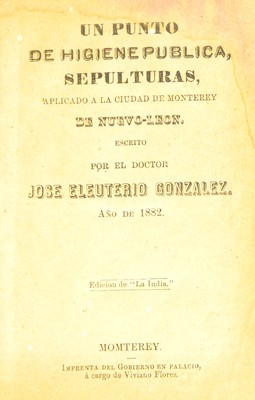 UN PUNTO
DE HIGIENE PUBLICA,
SEPULTURAS,
APLICADO A LA CIUDAD DE MONTEREY
DE NUEVO-LEON.
ESCRITO
POR EL DOCTOR
JOSE ELEUTERIO GONZALEZ.
AÑO DE 1882.
Edicion de "La India."
MOMTEREY.
IMPRENTA DEL GOBIERNO EN PALACIO,
á cargo de Viviano Flores.